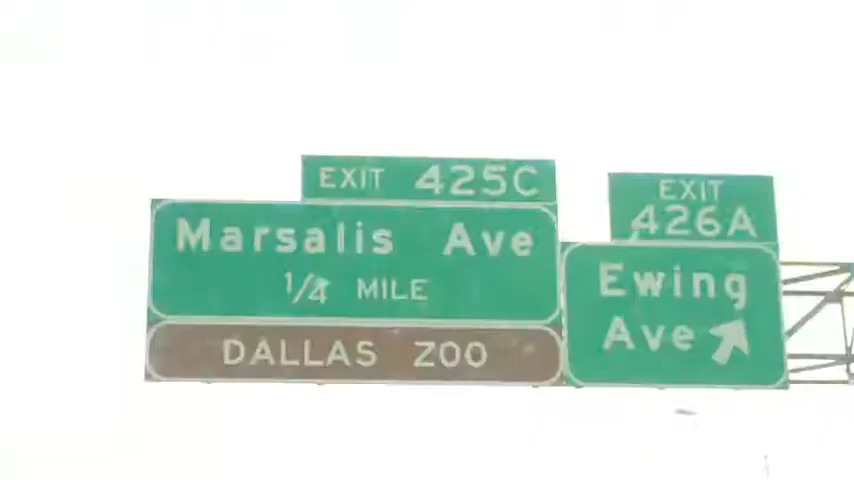 EXIT 425C
Marsalis Ave
1/4 MILE
DALLAS ZOO
EXIT
426A
Ewing
Ave